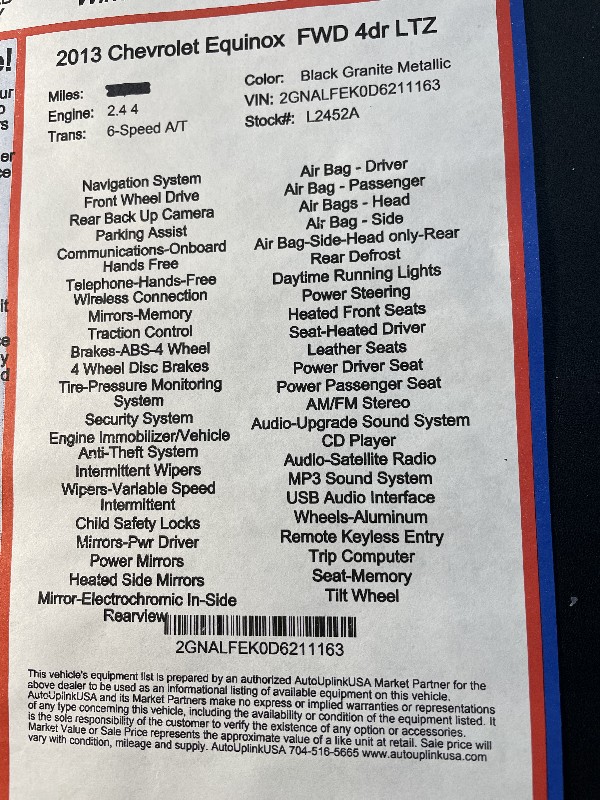 2013 Chevrolet Equinox FWD 4dr LTZ
Miles:
Engine: 2.4 4
Trans: 6-Speed A/T
Color: Black Granite Metallic
VIN: 2GNALFEK0D6211163
Stock#: L2452A
Navigation System
Front Wheel Drive
Rear Back Up Camera
Parking Assist
Communications-Onboard
Hands Free
Telephone-Hands-Free
Wireless Connection
Mirrors-Memory
Traction Control
Brakes-ABS-4 Wheel
4 Wheel Disc Brakes
Tire-Pressure Monitoring
System
Security System
Engine Immobilizer/Vehicle
Anti-Theft System
Intermittent Wipers
Wipers-Variable Speed
Intermittent
Child Safety Locks
Mirrors-Pwr Driver
Power Mirrors
Heated Side Mirrors
Mirror-Electrochromic In-Side
Rearview
Air Bag - Driver
Air Bag - Passenger
Air Bags - Head
Air Bag - Side
Air Bag-Side-Head only-Rear
Rear Defrost
Daytime Running Lights
Power Steering
Heated Front Seats
Seat-Heated Driver
Leather Seats
Power Driver Seat
Power Passenger Seat
AM/FM Stereo
Audio-Upgrade Sound System
CD Player
Audio-Satellite Radio
MP3 Sound System
USB Audio Interface
Wheels-Aluminum
Remote Keyless Entry
Trip Computer
Seat-Memory
Tilt Wheel
2GNALFEK0D6211163
This vehicle's equipment list is prepared by an authorized AutoUplinkUSA Market Partner for the
above dealer to be used as an informational listing of available equipment on this vehicle.
AutoUplinkUSA and its Market Partners make no express or implied warranties or representations
of any type concerning this vehicle, including the availability or condition of the equipment listed. It
is the sole responsibility of the customer to verify the existence of any option or accessories.
Market Value or Sale Price represents the approximate value of a like unit at retail. Sale price will
vary with condition, mileage and supply. AutoUplinkUSA 704-516-5665 www.autouplinkusa.com